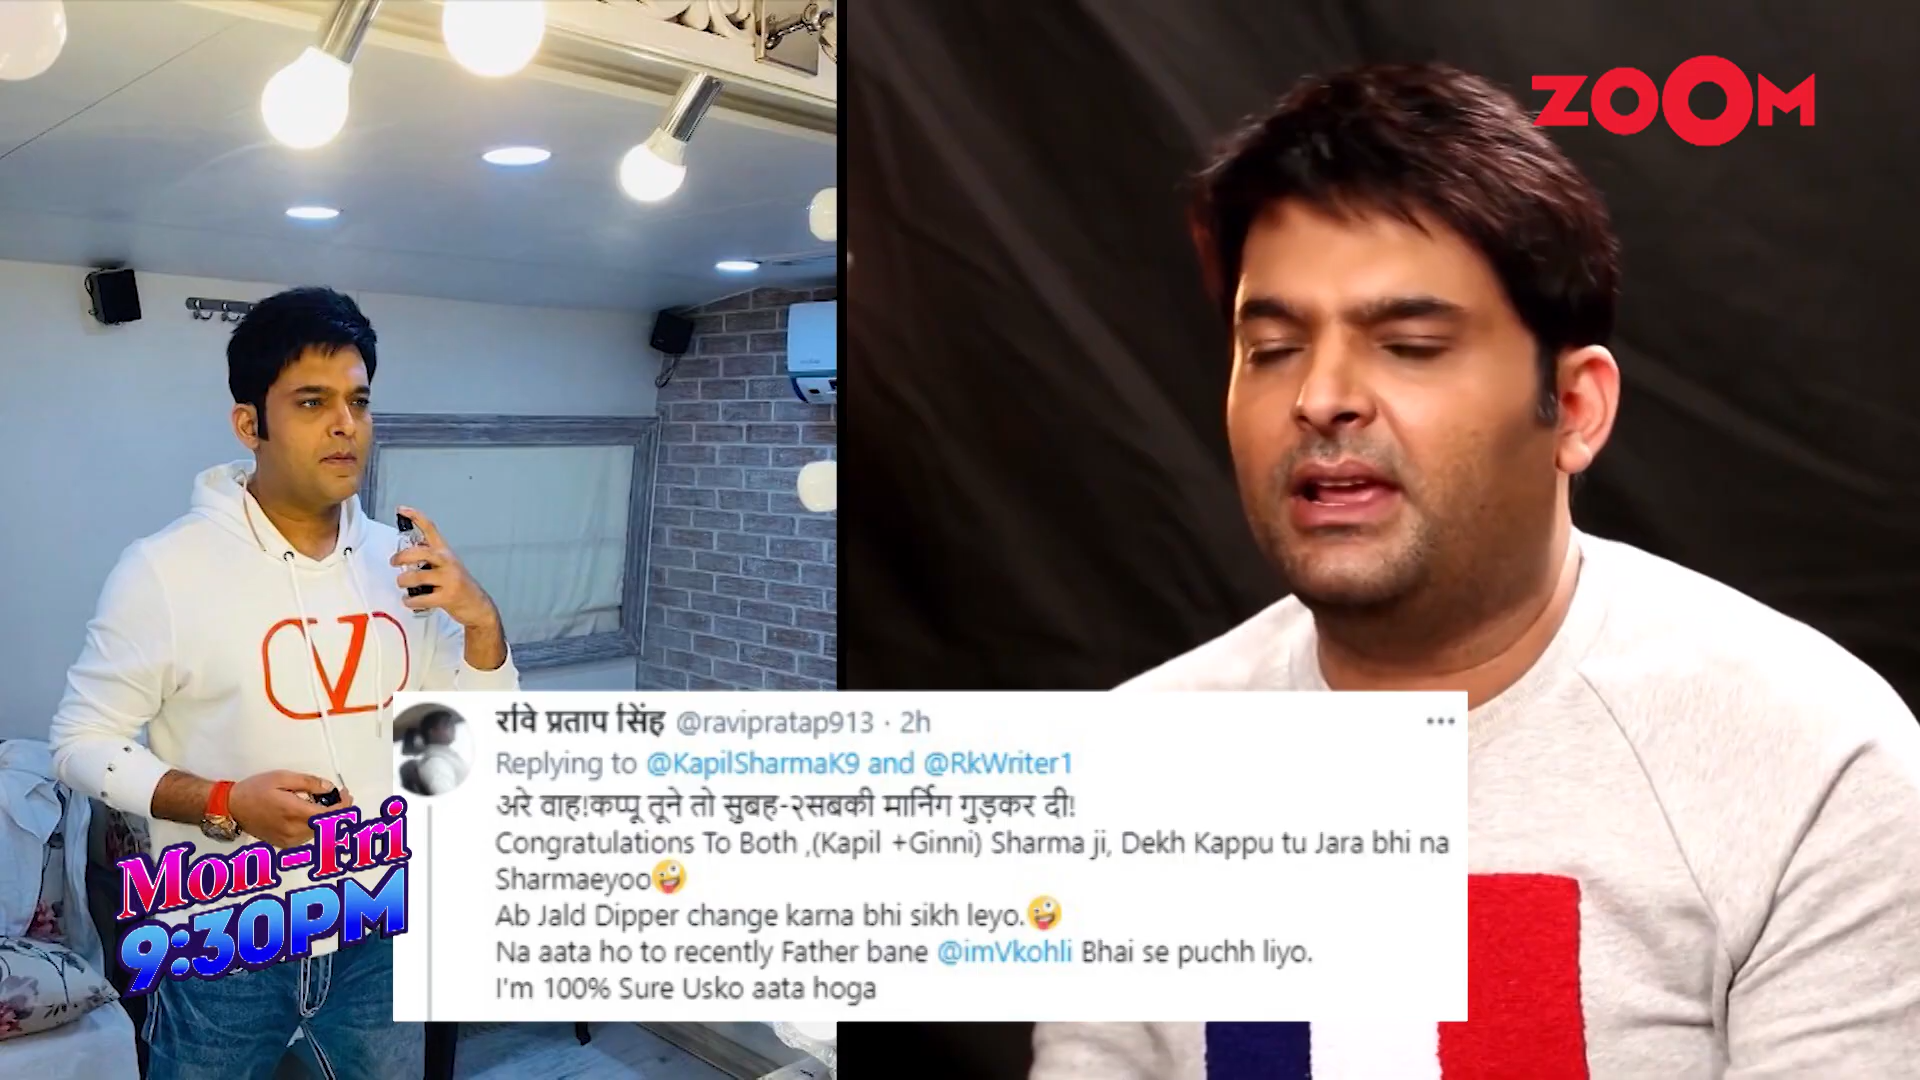 ZOOM
V
रवि प्रताप सिंह @ravipratap913 · 2h
Replying to @KapilSharmaK9 and @RkWriter1
अरे वाह!कप्पू तूने तो सुबह-२सबकी मार्निग गुड़कर दी!
Congratulations To Both ,(Kapil +Ginni) Sharma ji, Dekh Kappu tu Jara bhi na
Sharmaeyoo🤪
Ab Jald Dipper change karna bhi sikh leyo.🤪
Na aata ho to recently Father bane @imVkohli Bhai se puchh liyo.
I'm 100% Sure Usko aata hoga
Mon-Fri
9:30PM